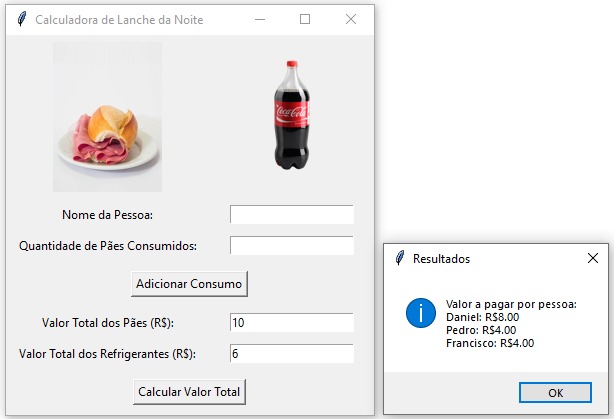 Calculadora de Lanche da Noite
Coca-Cola
Nome da Pessoa:
Quantidade de Pães Consumidos:
Adicionar Consumo
Valor Total dos Pães (R$):
10
Valor Total dos Refrigerantes (R$):
6
Calcular Valor Total
Resultados
Valor a pagar por pessoa:
Daniel: R$8.00
Pedro: R$4.00
Francisco: R$4.00
OK